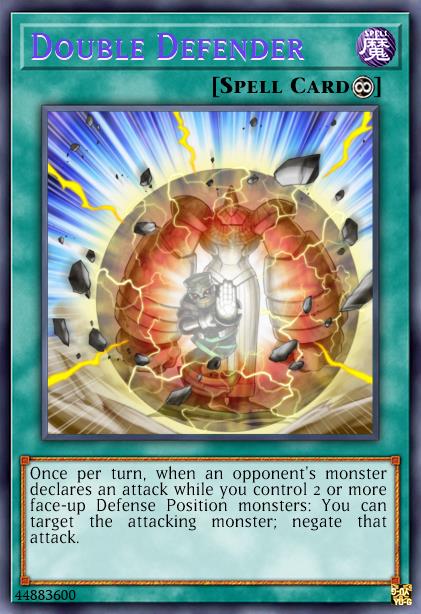 DOUBLE DEFENDER
SPELL
魔
[SPELL CARD]
Once per turn, when an opponent's monster
declares an attack while you control 2 or more
face-up Defense Position monsters: You can
target the attacking monster; negate that
attack.
44883600